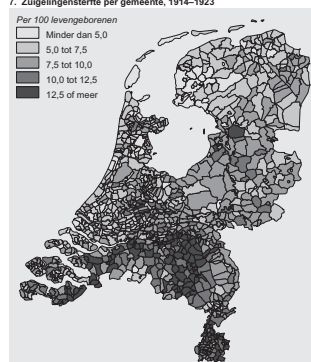 7. Zuigelingensterfte per gemeente, 1914–1923
Per 100 levengeborenen
Minder dan 5,0
5,0 tot 7,5
7,5 tot 10,0
10,0 tot 12,5
12,5 of meer